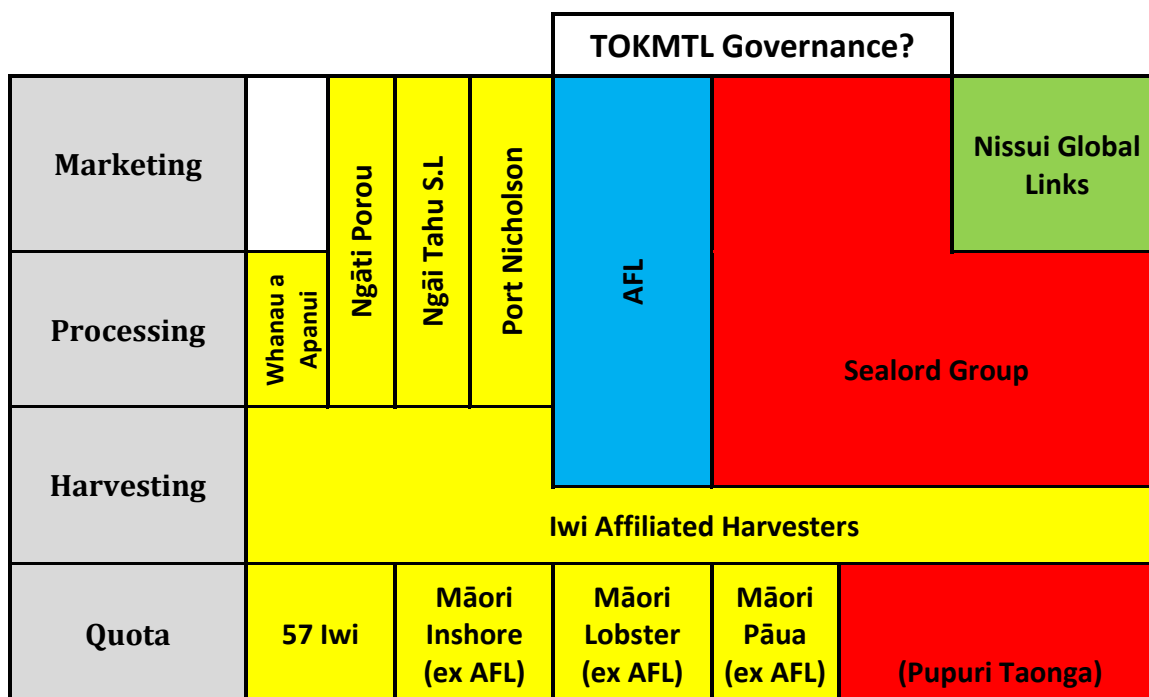 TOKMTL Governance?
Marketing
Ngāti Porou
Ngāi Tahu S.L
Port Nicholson
AFL
Nissui Global
Links
Processing
Whanau a
Apanui
Sealord Group
Harvesting
Iwi Affiliated Harvesters
Quota
57 Iwi
Māori
Inshore
(ex AFL)
Māori
Lobster
(ex AFL)
Māori
Pāua
(ex AFL)
(Pupuri Taonga)